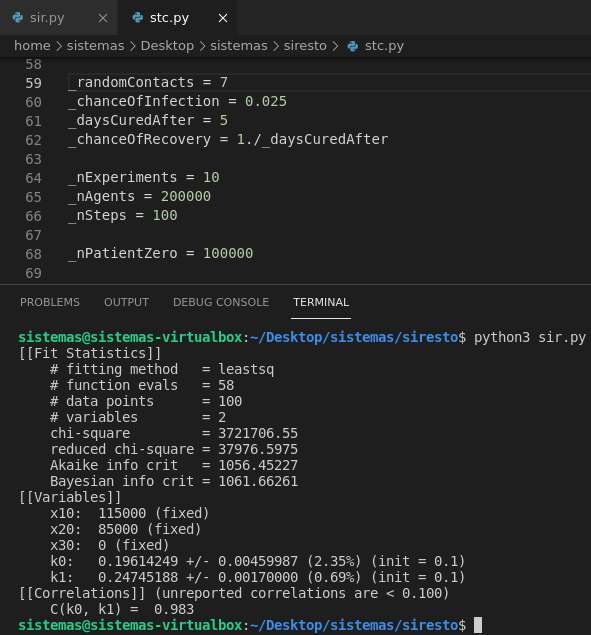 sir.py
stc.py
home > sistemas > Desktop > sistemas > siresto > stc.py
58
59 _randomContacts = 7
60 _chanceOfInfection = 0.025
61 _daysCuredAfter = 5
62 _chanceOfRecovery = 1./_daysCuredAfter
63
64 _nExperiments = 10
65 _nAgents = 200000
66 _nSteps = 100
67
68 _nPatientZero = 100000
69
PROBLEMS OUTPUT DEBUG CONSOLE TERMINAL
sistemas@sistemas-virtualbox:~/Desktop/sistemas/siresto$ python3 sir.py
[[Fit Statistics]]
    # fitting method   = leastsq
    # function evals   = 58
    # data points      = 100
    # variables        = 2
    chi-square         = 3721706.55
    reduced chi-square = 37976.5975
    Akaike info crit   = 1056.45227
    Bayesian info crit = 1061.66261
[[Variables]]
    x10:  115000 (fixed)
    x20:  85000 (fixed)
    x30:  0 (fixed)
    k0:   0.19614249 +/- 0.00459987 (2.35%) (init = 0.1)
    k1:   0.24745188 +/- 0.00170000 (0.69%) (init = 0.1)
[[Correlations]] (unreported correlations are < 0.100)
    C(k0, k1) =  0.983
sistemas@sistemas-virtualbox:~/Desktop/sistemas/siresto$